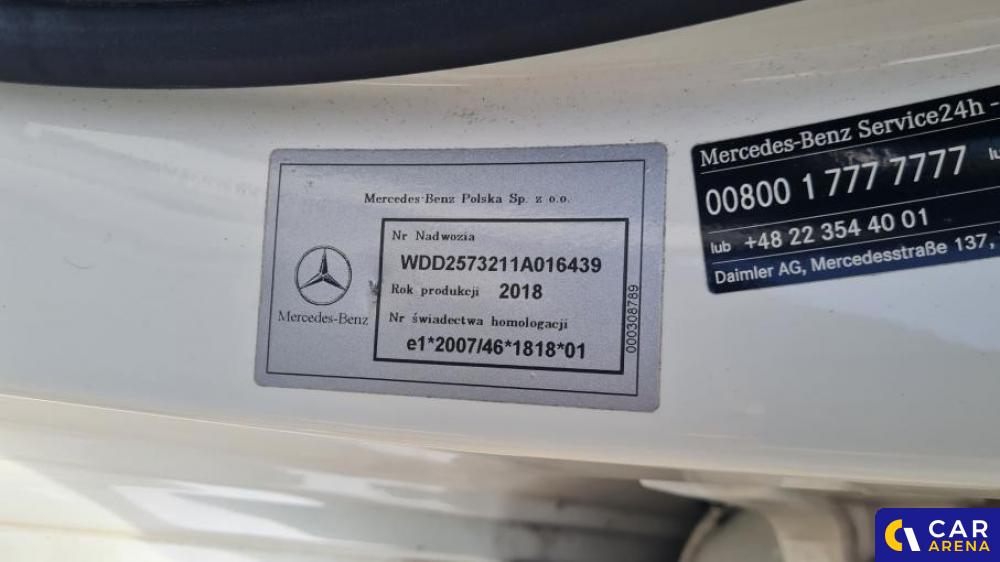 Mercedes-Benz Polska Sp. z o.o.
Nr Nadwozia
WDD2573211A016439
Rok produkcji 2018
Nr świadectwa homologacji
e1*2007/46*1818*01
Mercedes-Benz
000308789
Mercedes-Benz Service24h -
00800 1 777 7777
lub +48 22 354 40 01
Daimler AG, Mercedesstraße 137,
CAR
ARENA